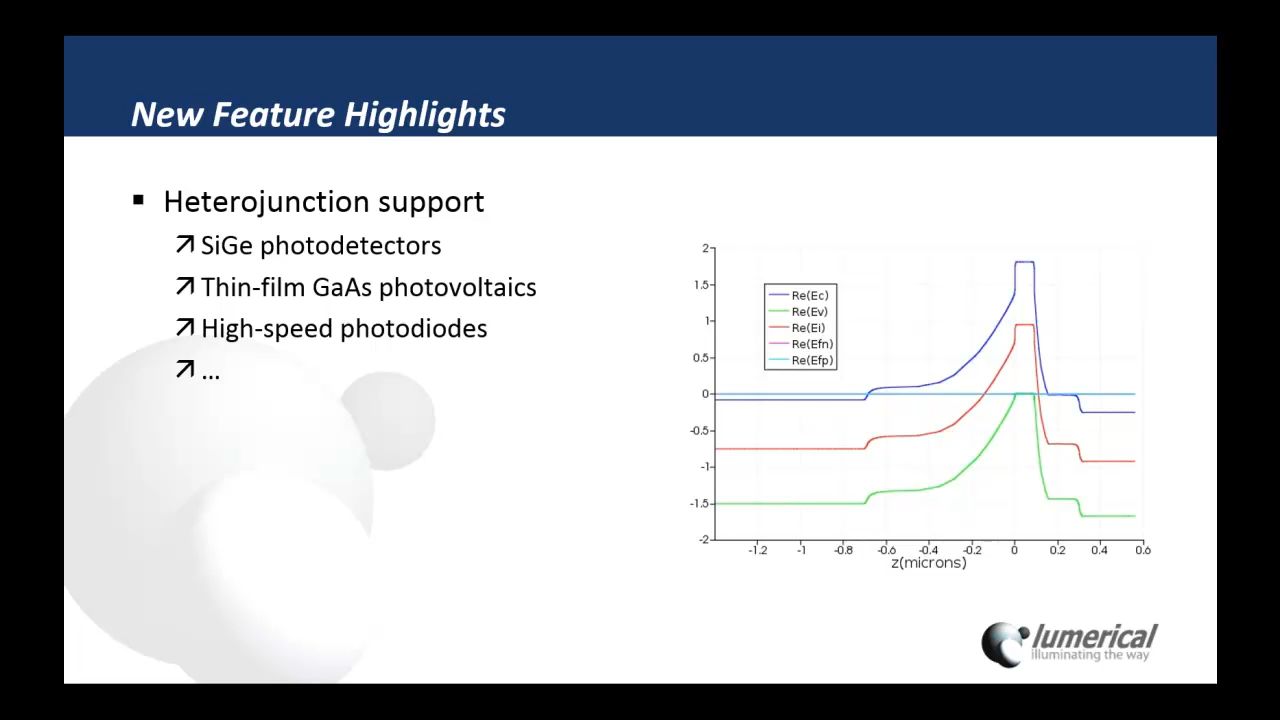 New Feature Highlights
▪ Heterojunction support
SiGe photodetectors
Thin-film GaAs photovoltaics
High-speed photodiodes
...
2
1.5
1
0.5
0
-0.5
-1
-1.5
-2
Re(Ec)
Re(Ev)
Re(Ei)
Re(Efn)
Re(Efp)
-1.2 -1 -0.8 -0.6 -0.4 -0.2 0 0.2 0.4 0.6
z(microns)
lumerical
illuminating the way